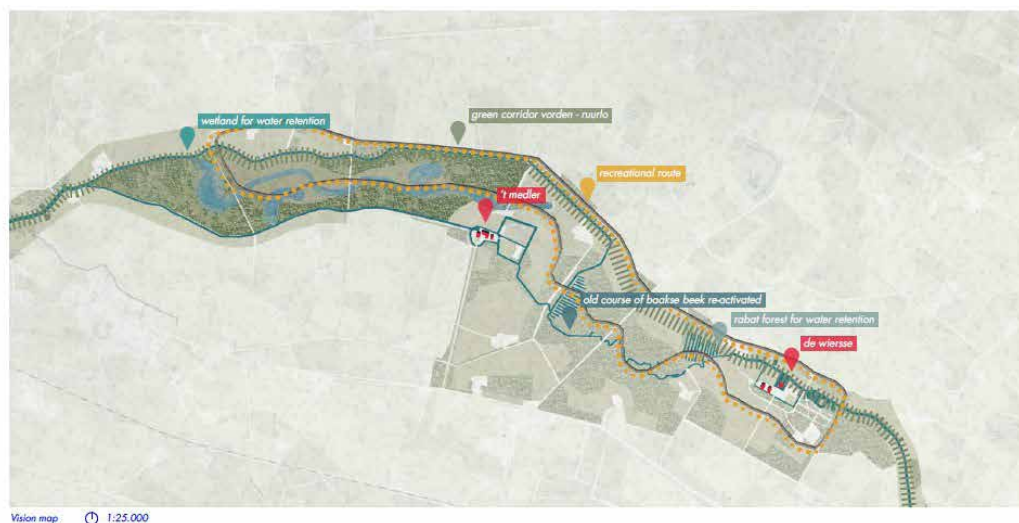 wetland for water retention
green corridor vorden - ruurlo
recreational route
't medler
old course of baakse beek re-activated
rabat forest for water retention
de wiersse
Vision map 1:25.000